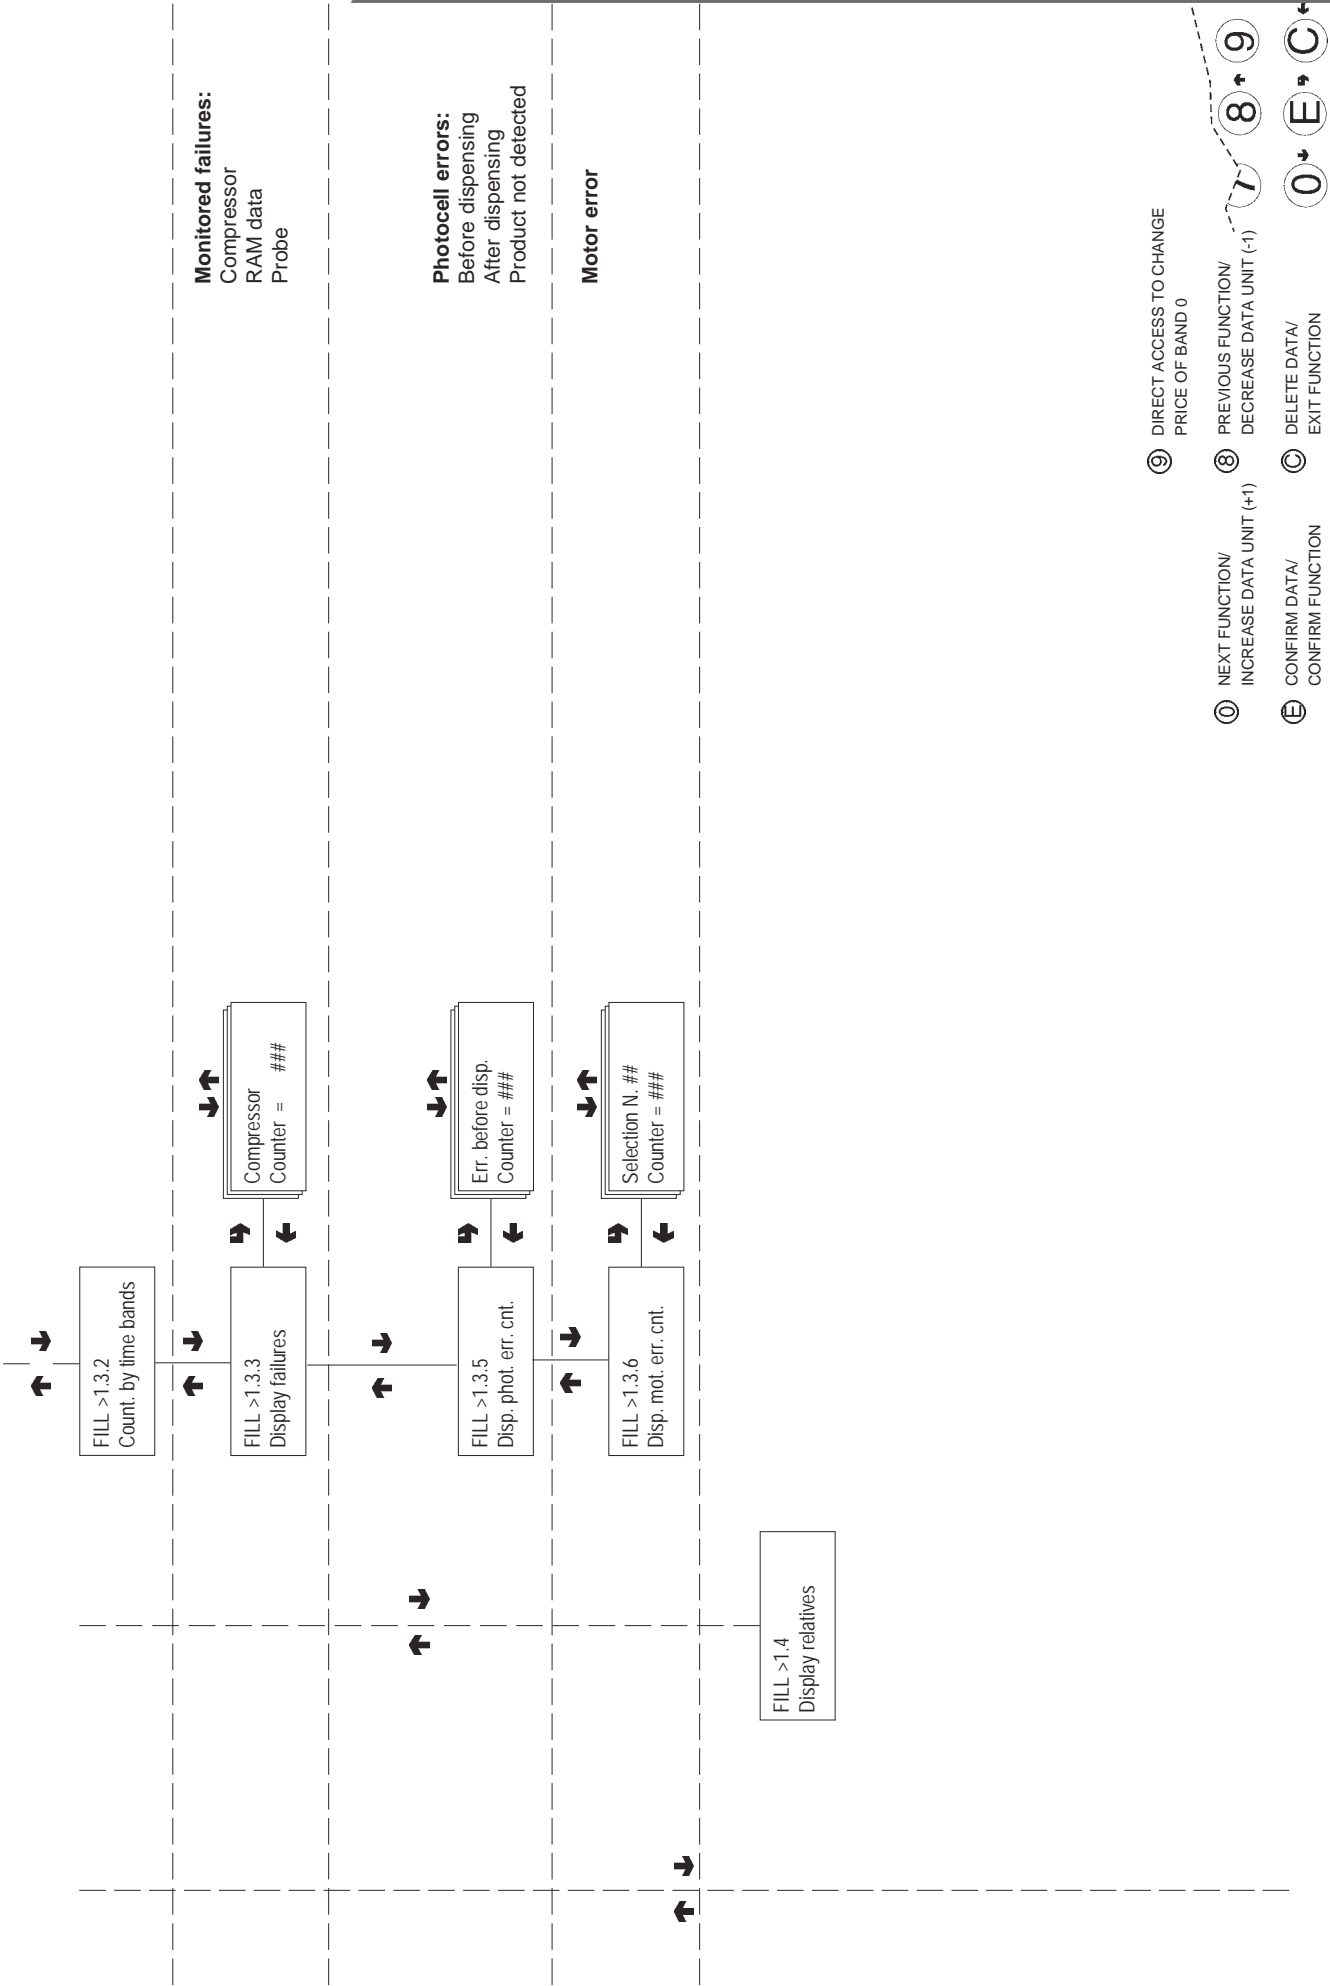 FILL >1.3.2
Count. by time bands
FILL >1.3.3
Display failures
Compressor
Counter = ###
Monitored failures:
Compressor
RAM data
Probe
FILL >1.3.5
Disp. phot. err. cnt.
Err. before disp.
Counter = ###
Photocell errors:
Before dispensing
After dispensing
Product not detected
FILL >1.3.6
Disp. mot. err. cnt.
Selection N. ##
Counter = ###
Motor error
FILL >1.4
Display relatives
9 DIRECT ACCESS TO CHANGE
PRICE OF BAND 0
0 NEXT FUNCTION/
INCREASE DATA UNIT (+1)
8 PREVIOUS FUNCTION/
DECREASE DATA UNIT (-1)
E CONFIRM DATA/
CONFIRM FUNCTION
C DELETE DATA/
EXIT FUNCTION
7 8 9
0 E C